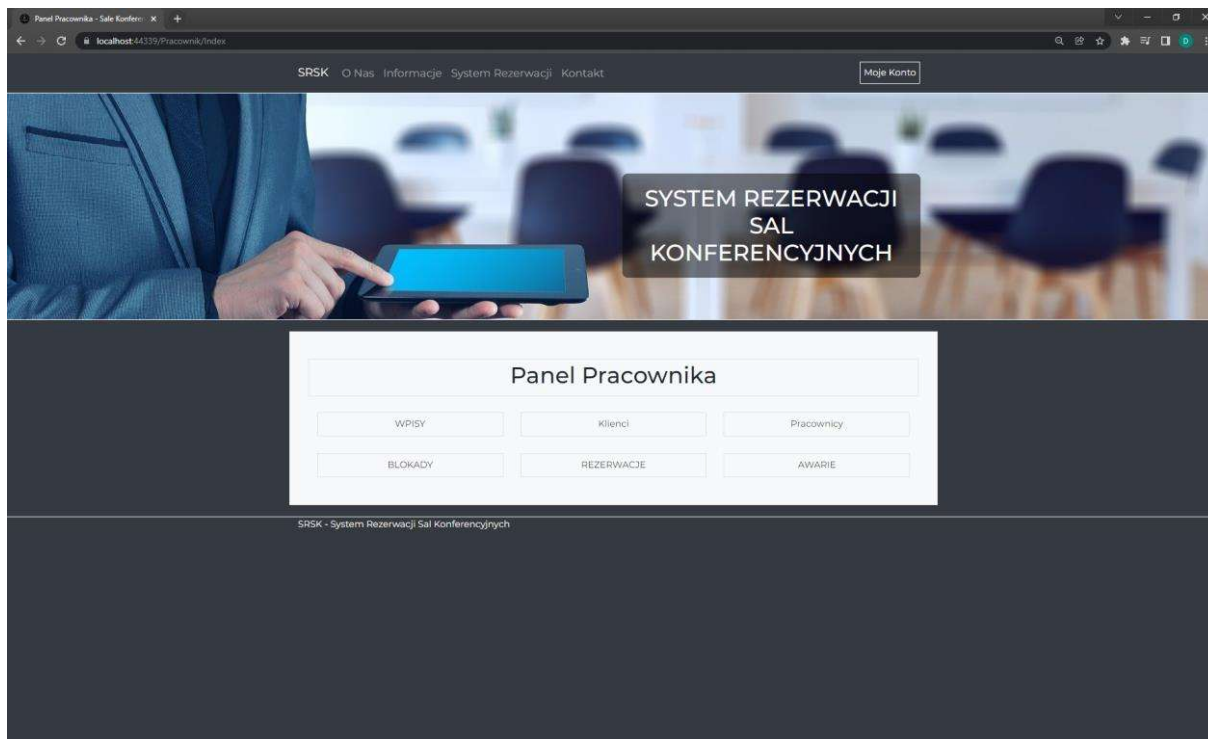 Panel Pracownika - Sale Konferen
localhost:44339/Pracownik/Index
D
SRSK O Nas Informacje System Rezerwacji Kontakt Moje Konto
SYSTEM REZERWACJI
SAL
KONFERENCYJNYCH
Panel Pracownika
WPISY Klienci Pracownicy
BLOKADY REZERWACJE AWARIE
SRSK - System Rezerwacji Sal Konferencyjnych